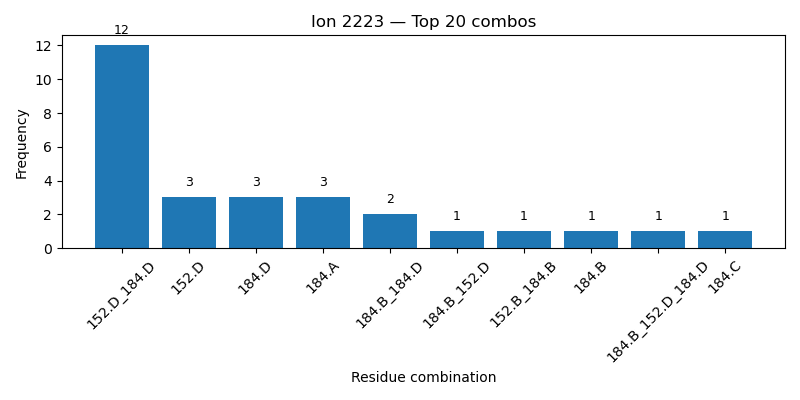 Ion 2223 — Top 20 combos
12
3
3
3
2
1
1
1
1
1
Frequency
12
10
8
6
4
2
0
152.D_184.D
152.D
184.D
184.A
184.B_184.D
184.B_152.D
152.B_184.B
184.B
184.B_152.D_184.D
184.C
Residue combination